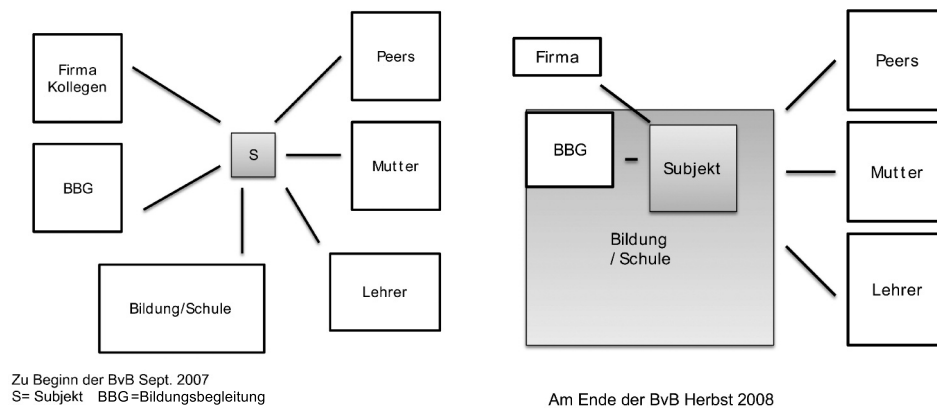 Firma
Kollegen
BBG
Bildung/Schule
S
Peers
Mutter
Lehrer
Zu Beginn der BvB Sept. 2007
S= Subjekt BBG=Bildungsbegleitung
Firma
BBG
Subjekt
Bildung
/ Schule
Peers
Mutter
Lehrer
Am Ende der BvB Herbst 2008